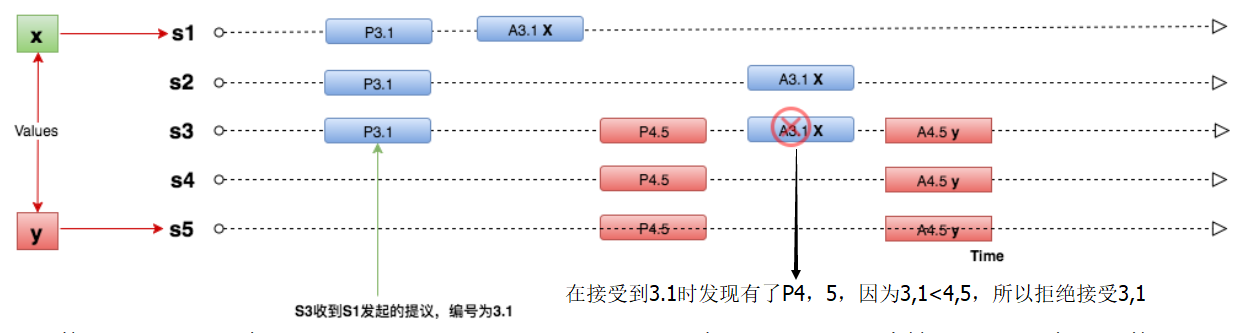 x s1 P3.1 A3.1 X
s2 P3.1 A3.1 X
Values s3 P3.1 P4.5 A3.1 X A4.5 y
s4 P4.5 A4.5 y
y s5 P4.5 A4.5 y
Time
在接受到3.1时发现有了P4，5，因为3,1<4,5，所以拒绝接受3,1
S3收到S1发起的提议，编号为3.1